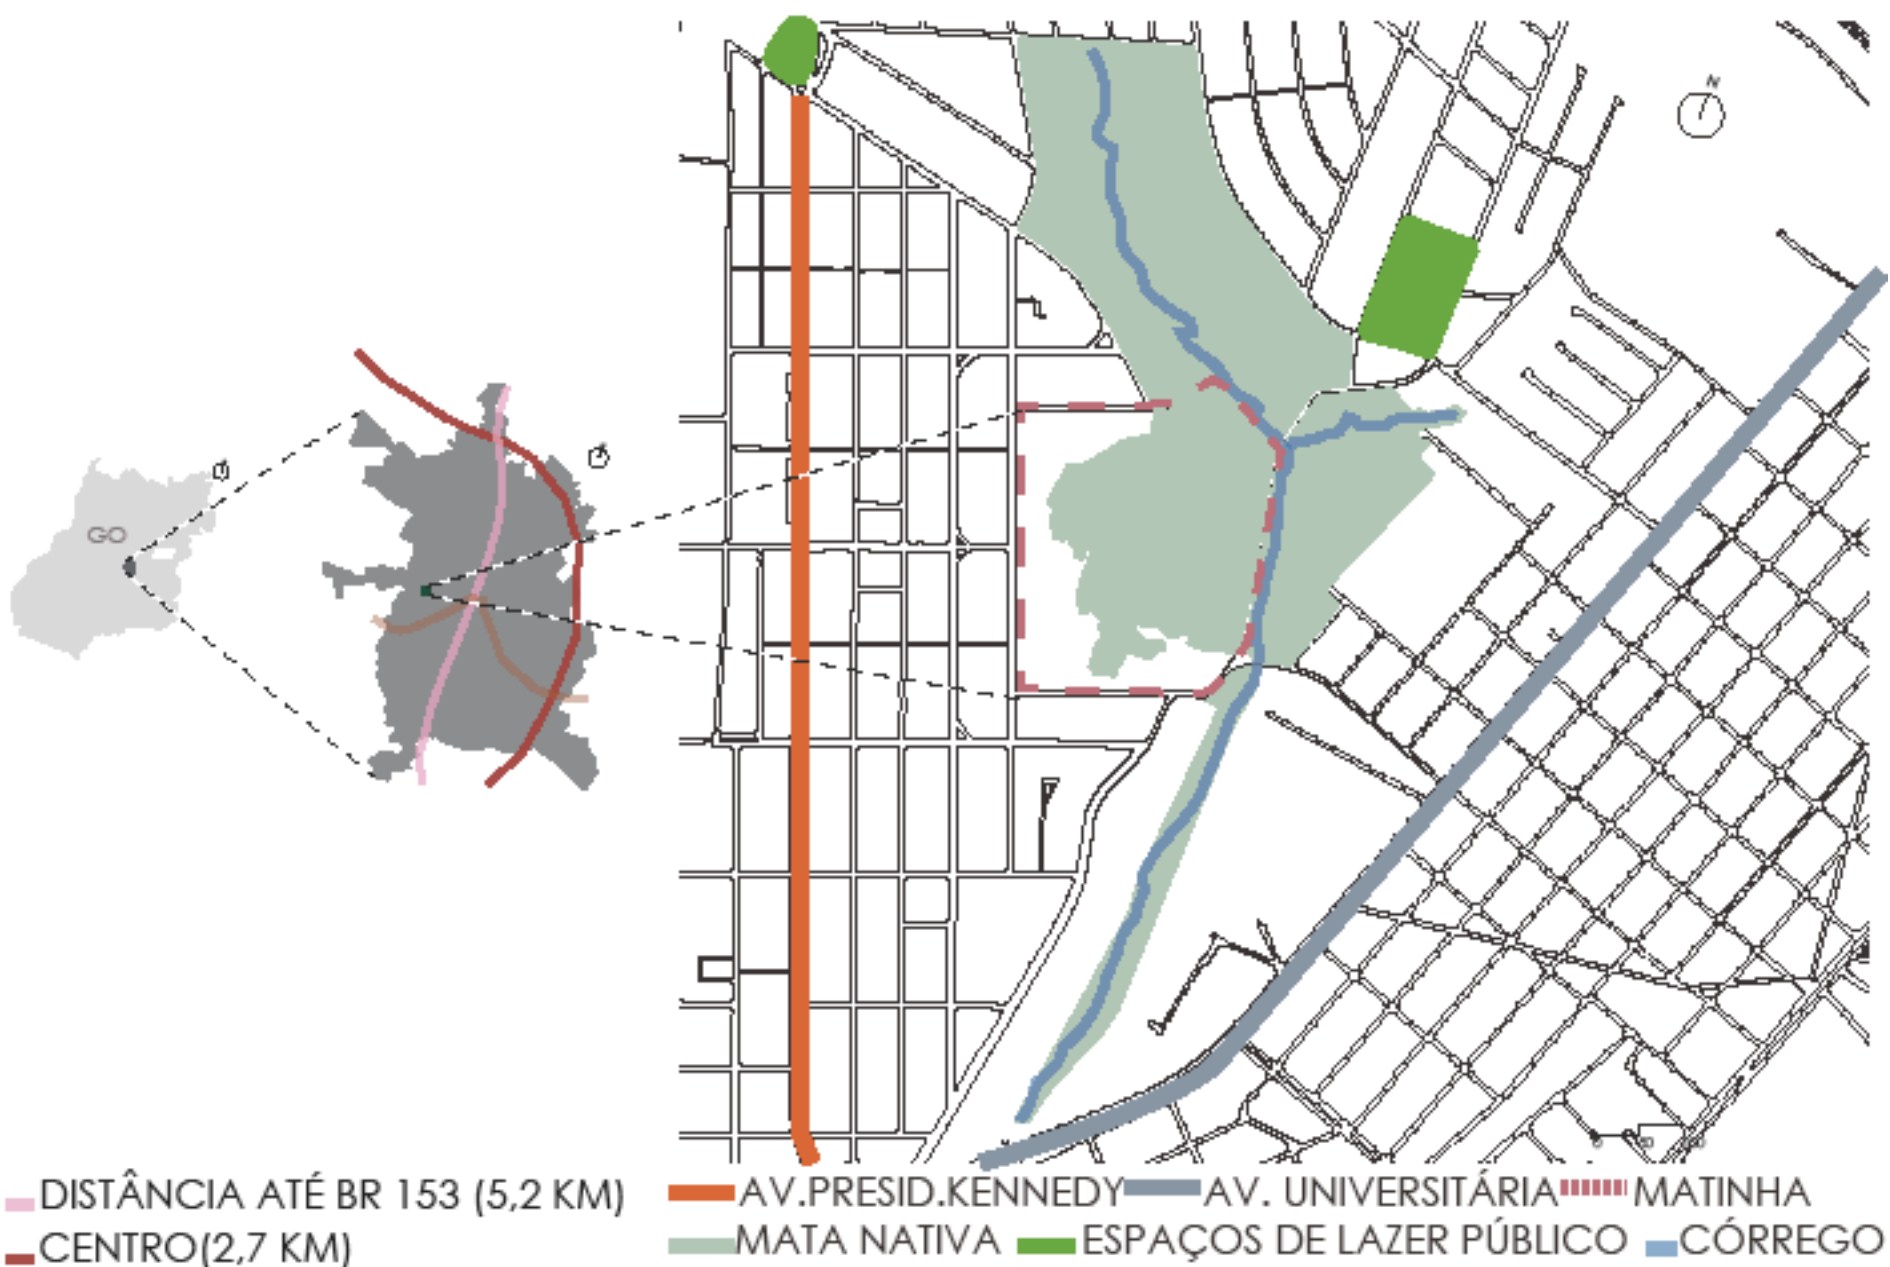 N
GO
DISTÂNCIA ATÉ BR 153 (5,2 KM)
CENTRO(2,7 KM)
AV.PRESID.KENNEDY
AV. UNIVERSITÁRIA
MATINHA
MATA NATIVA
ESPAÇOS DE LAZER PÚBLICO
CÓRREGO